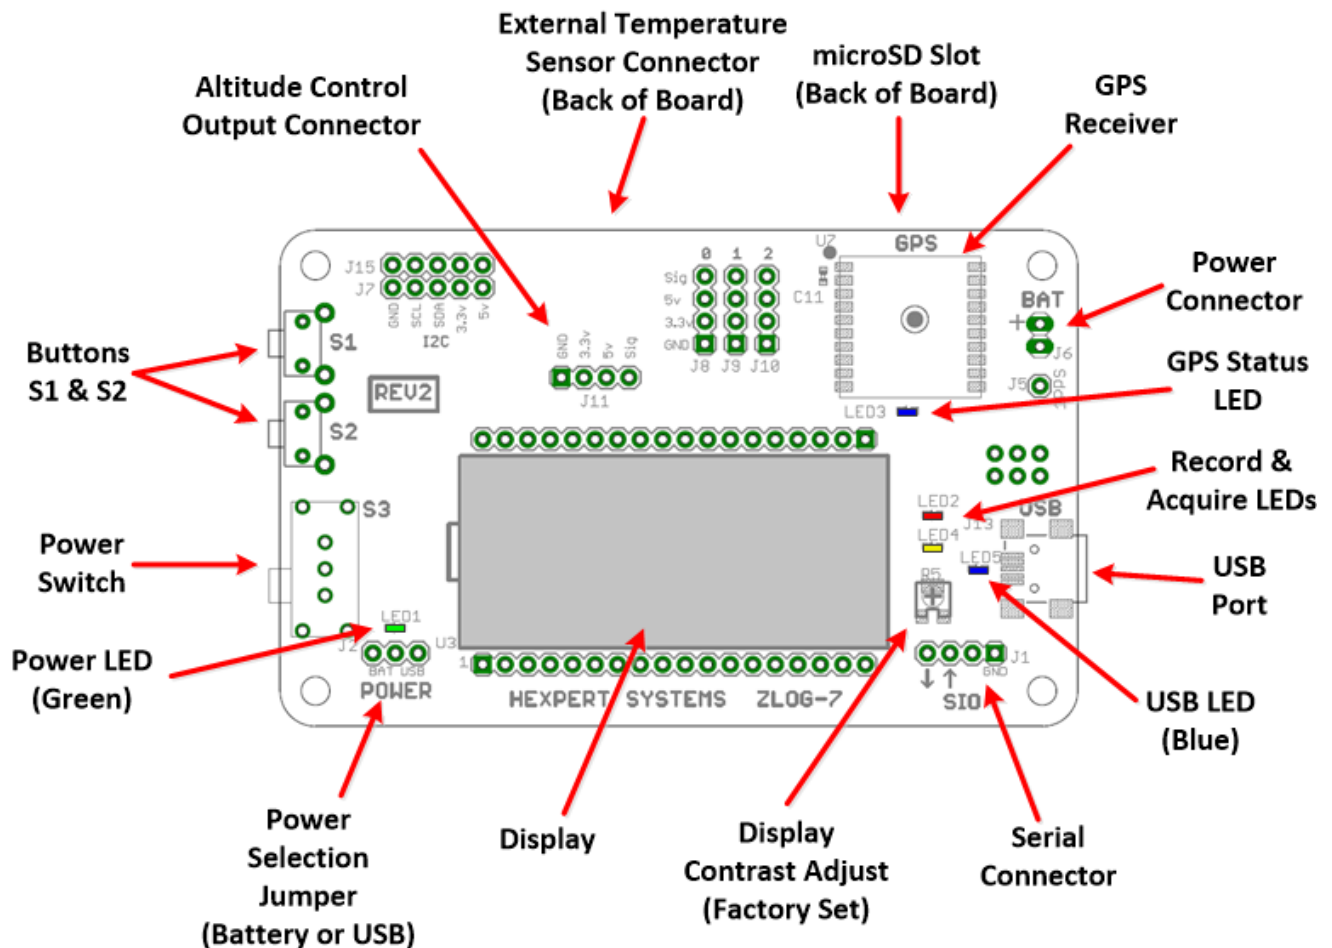 External Temperature
Sensor Connector
(Back of Board)
microSD Slot
(Back of Board)
GPS
Receiver
Altitude Control
Output Connector
Power
Connector
Buttons
S1 & S2
GPS Status
LED
Record &
Acquire LEDs
Power
Switch
USB
Port
Power LED
(Green)
USB LED
(Blue)
Power
Selection
Jumper
(Battery or USB)
Display
Display
Contrast Adjust
(Factory Set)
Serial
Connector
J15
J7
GND
SCL
SDA
3.3v
5v
I2C
S1
S2
S3
REV2
GND
3.3v
5v
Sig
J11
0 1 2
Sig
5v
3.3v
GND
J8 J9 J10
U7
C11
GPS
BAT
+
J6
J5
1PPS
LED3
LED2
LED4
LED5
J13
USB
R5
LED1
J2
BAT USB
POWER
U3
1
HEXPERT SYSTEMS ZLOG-7
J1
GND
SIO